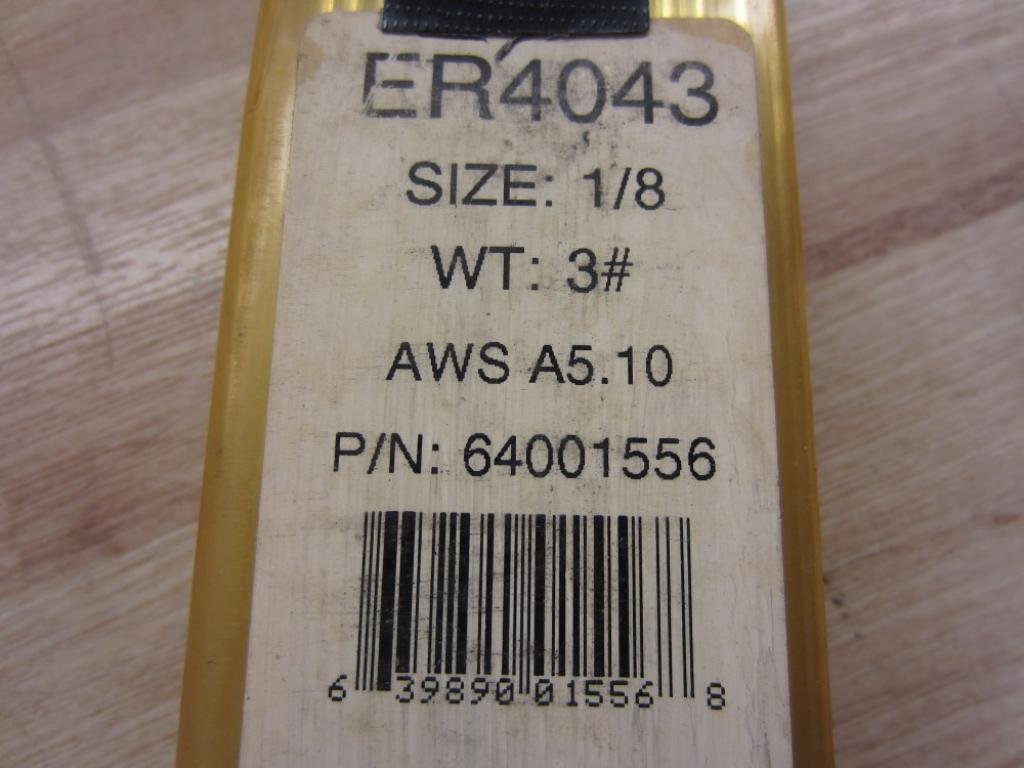 ER4043
SIZE: 1/8
WT: 3#
AWS A5.10
P/N: 64001556
6 39890 01556 8